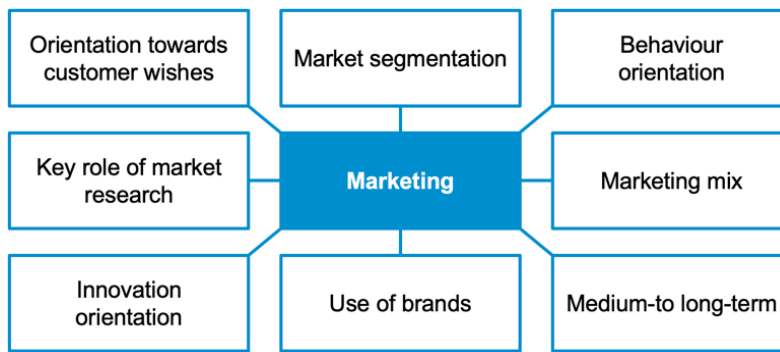 Orientation towards
customer wishes
Market segmentation
Behaviour
orientation
Key role of market
research
Marketing
Marketing mix
Innovation
orientation
Use of brands
Medium-to long-term